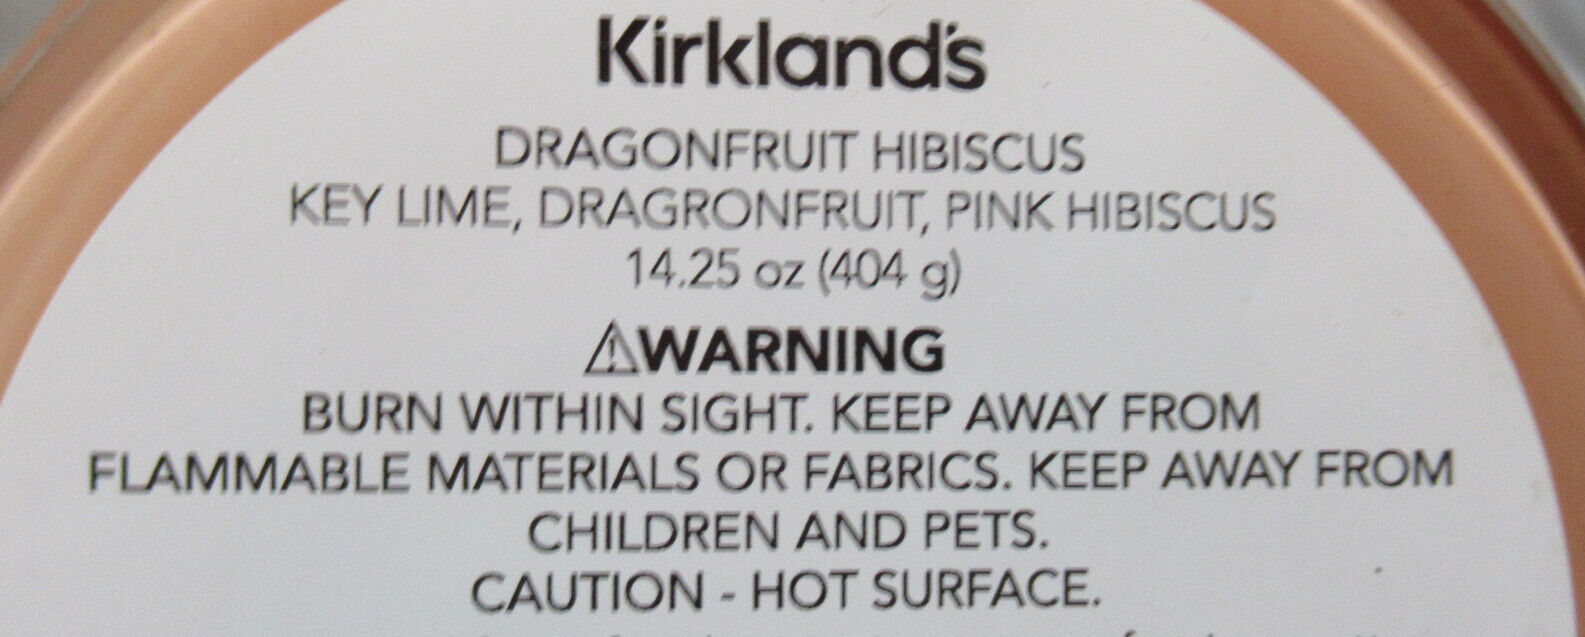 Kirkland's
DRAGONFRUIT HIBISCUS
KEY LIME, DRAGRONFRUIT, PINK HIBISCUS
14.25 oz (404 g)
⚠WARNING
BURN WITHIN SIGHT. KEEP AWAY FROM
FLAMMABLE MATERIALS OR FABRICS. KEEP AWAY FROM
CHILDREN AND PETS.
CAUTION - HOT SURFACE.